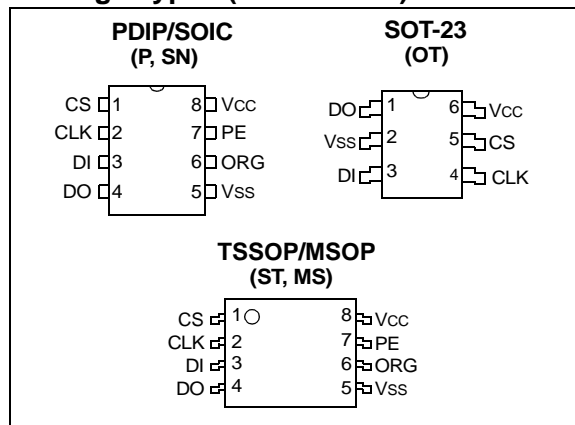 PDIP/SOIC
(P, SN)
CS 1 8 VCC
CLK 2 7 PE
DI 3 6 ORG
DO 4 5 VSS
SOT-23
(OT)
DO 1 6 VCC
VSS 2 5 CS
DI 3 4 CLK
TSSOP/MSOP
(ST, MS)
CS 1 8 VCC
CLK 2 7 PE
DI 3 6 ORG
DO 4 5 VSS